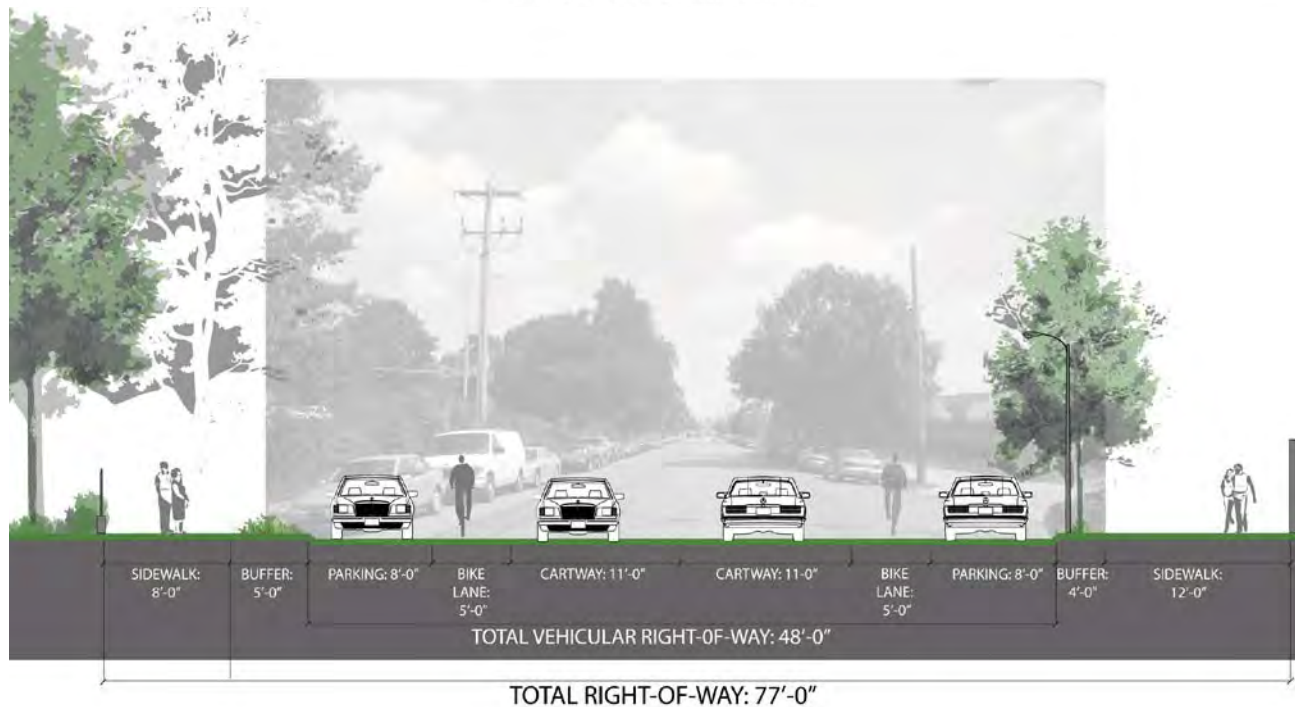 SIDEWALK:
8'-0"
BUFFER:
5'-0"
PARKING: 8'-0"
BIKE
LANE:
5'-0"
CARTWAY: 11'-0"
CARTWAY: 11-0"
BIKE
LANE:
5'-0"
PARKING: 8'-0"
BUFFER:
4'-0"
SIDEWALK:
12'-0"
TOTAL VEHICULAR RIGHT-OF-WAY: 48'-0"
TOTAL RIGHT-OF-WAY: 77'-0"